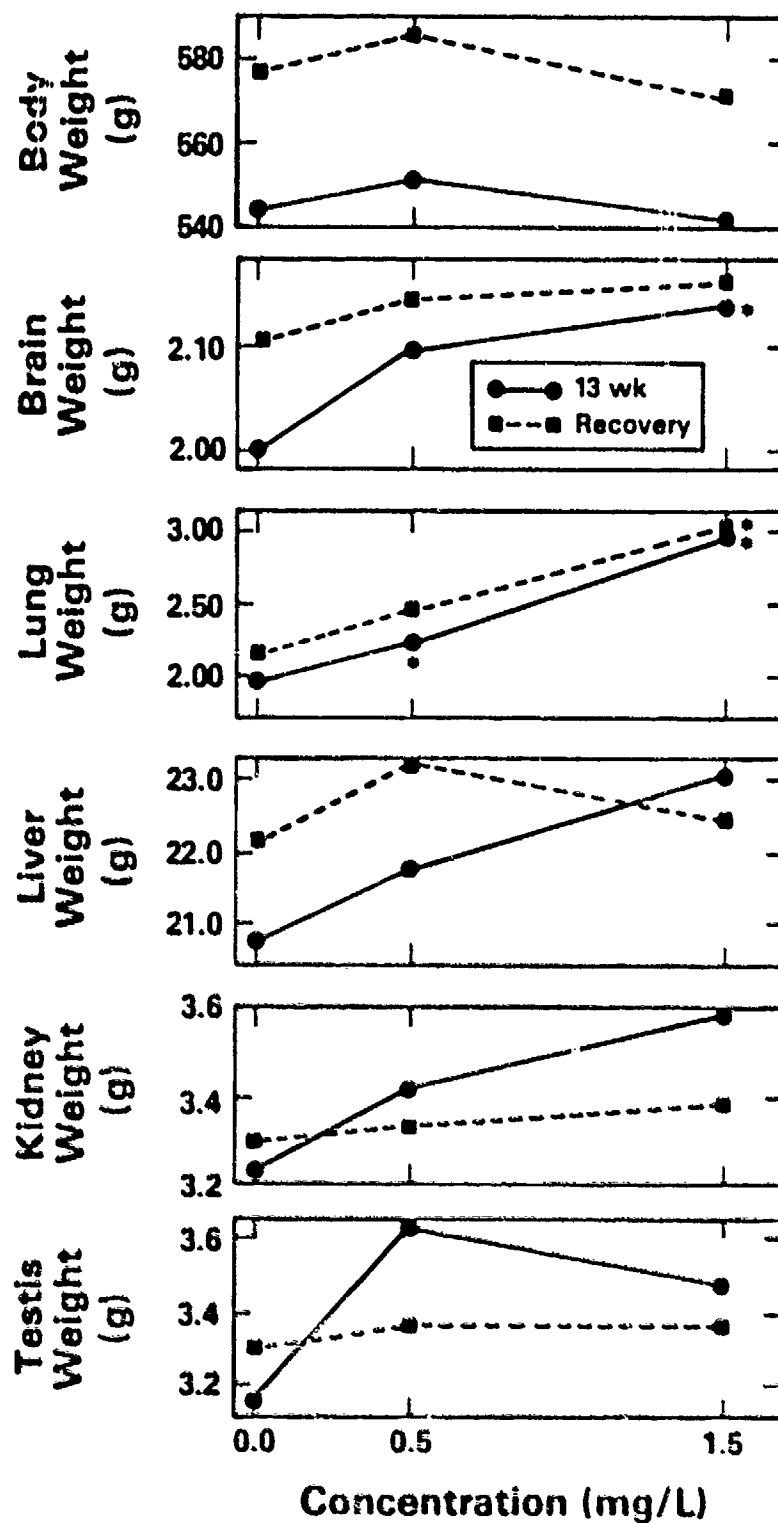 Body
Weight
(g)
580
560
540
Brain
Weight
(g)
2.10
2.00
13 wk
Recovery
*
Lung
Weight
(g)
3.00
2.50
2.00
*
*
*
Liver
Weight
(g)
23.0
22.0
21.0
Kidney
Weight
(g)
3.6
3.4
3.2
Testis
Weight
(g)
3.6
3.4
3.2
0.0 0.5 1.5
Concentration (mg/L)